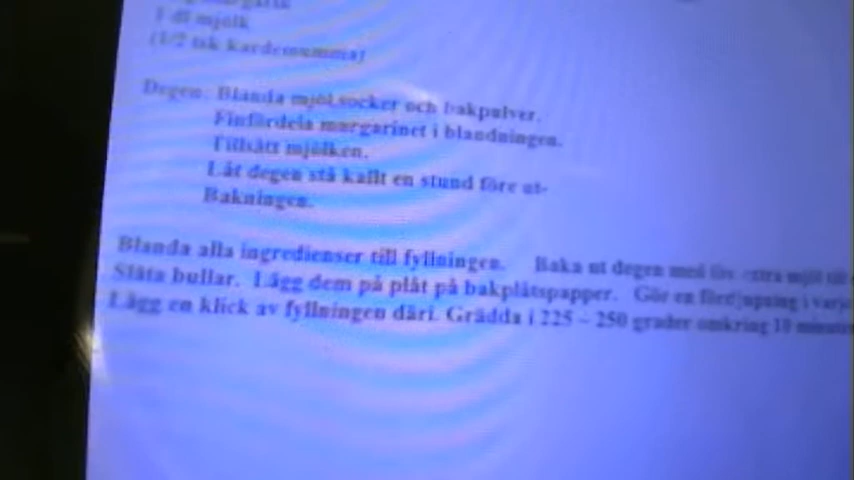 margarin
1 dl mjölk
(1/2 tsk Kardemumma)
Degen: Blanda mjöl socker och bakpulver.
Finfördela margarinet i blandningen.
Tillsätt mjölken.
Låt degen stå kallt en stund före ut-
Bakningen.
Blanda alla ingredienser till fyllningen. Baka ut degen med lite extra mjöl till
Släta bullar. Lägg dem på plåt på bakplåtspapper. Gör en fördjupning i varje
Lägg en klick av fyllningen däri. Grädda i 225 – 250 grader omkring 10 minuter